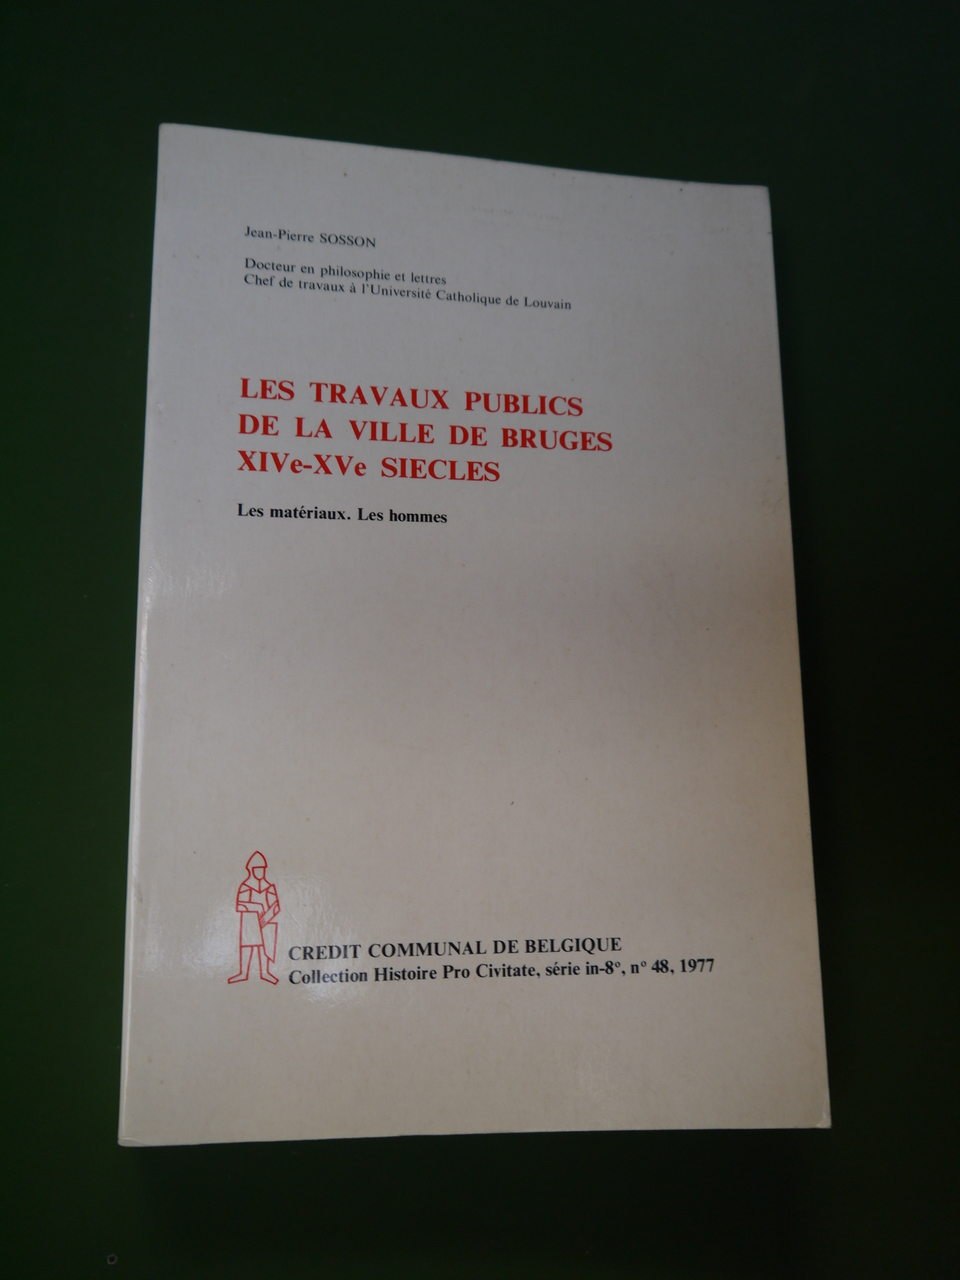 Jean-Pierre SOSSON
Docteur en philosophie et lettres
Chef de travaux à l'Université Catholique de Louvain
LES TRAVAUX PUBLICS
DE LA VILLE DE BRUGES
XIVe-XVe SIECLES
Les matériaux. Les hommes
CREDIT COMMUNAL DE BELGIQUE
Collection Histoire Pro Civitate, série in-8º, nº 48, 1977